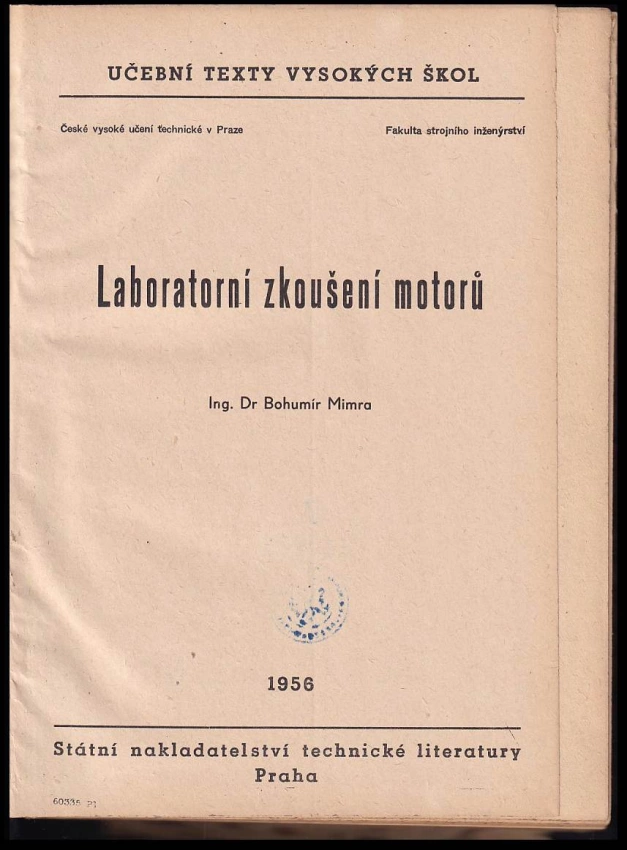 UČEBNÍ TEXTY VYSOKÝCH ŠKOL
České vysoké učení technické v Praze
Fakulta strojního inženýrství
Laboratorní zkoušení motorů
Ing. Dr Bohumír Mimra
1956
Státní nakladatelství technické literatury
Praha
60335